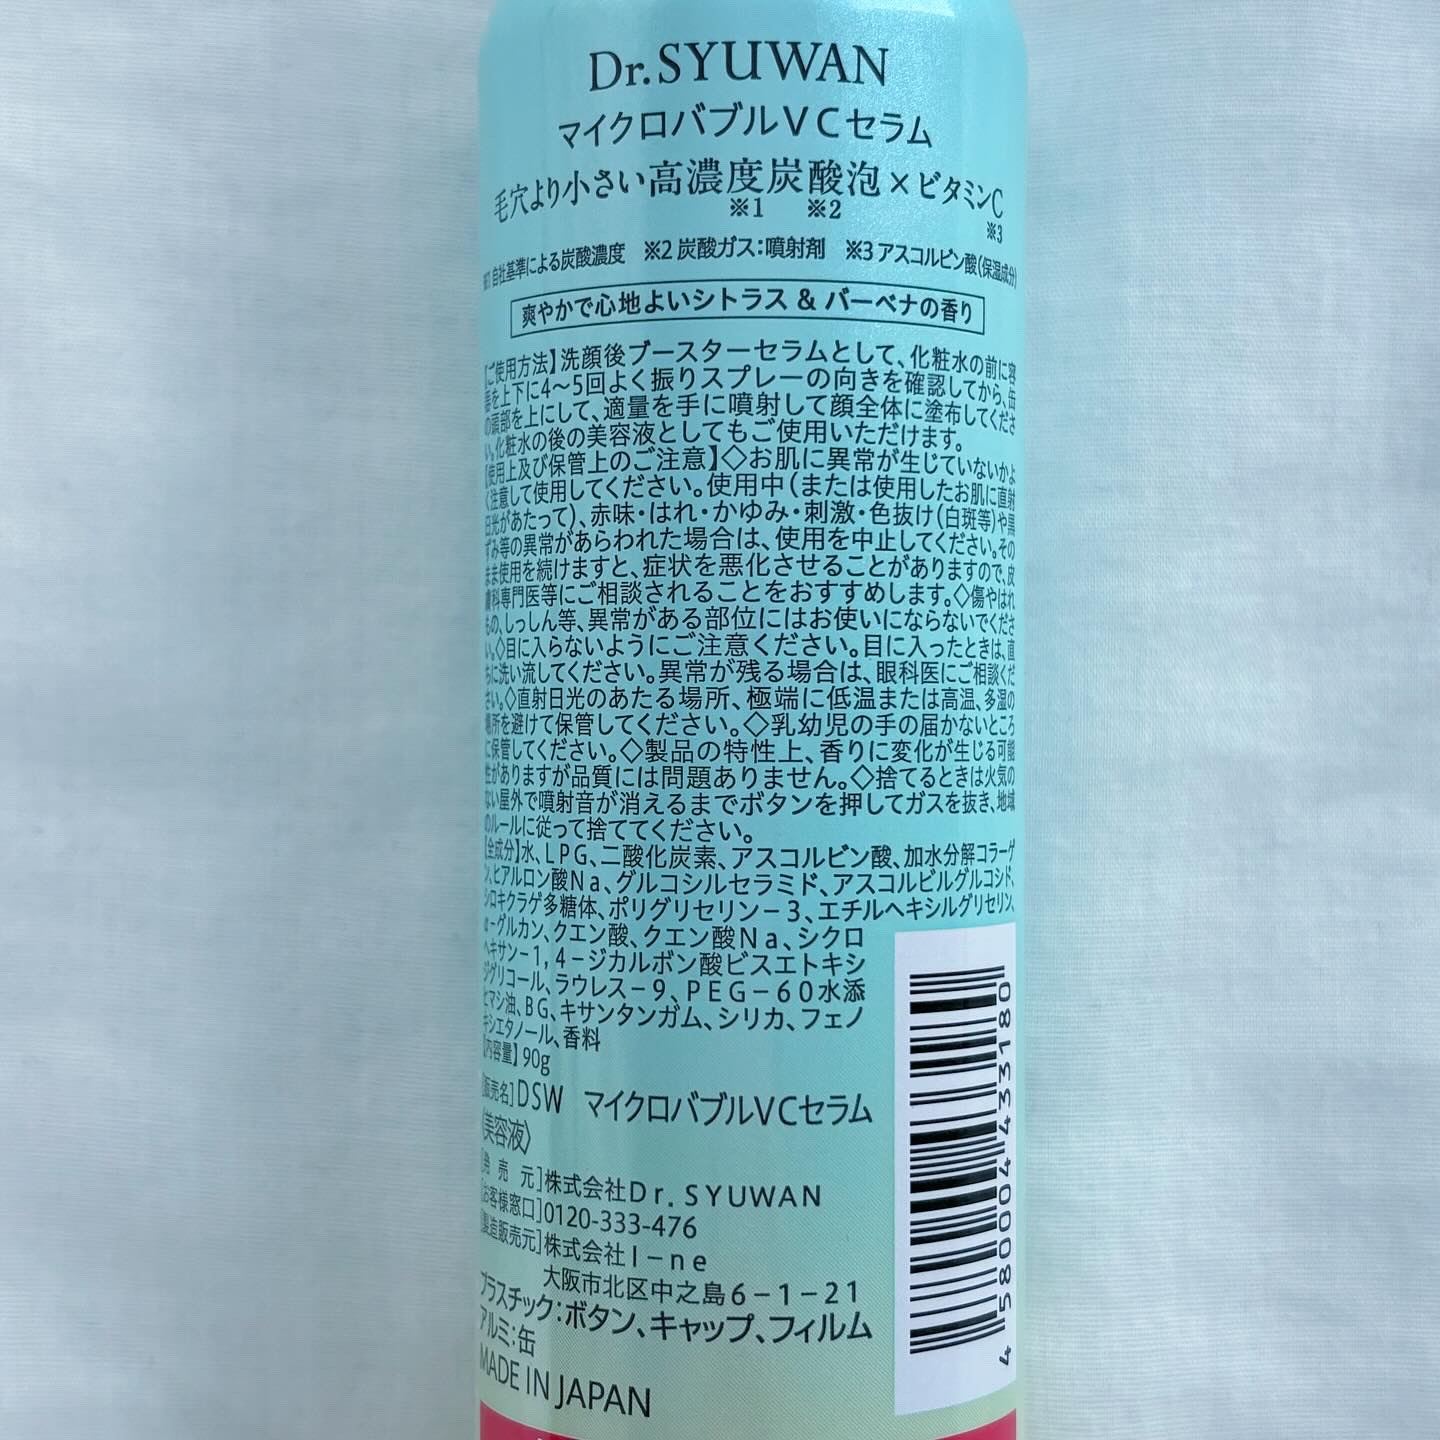 Dr.SYUWAN
マイクロバブルVCセラム
毛穴より小さい高濃度炭酸泡×ビタミンC
※1 ※2 ※3
※1 自社基準による炭酸濃度 ※2 炭酸ガス:噴射剤 ※3 アスコルビン酸(保湿成分)
爽やかで心地よいシトラス & バーベナの香り
【ご使用方法】洗顔後ブースターセラムとして、化粧水の前に容
器を上下に4〜5回よく振りスプレーの向きを確認してから、缶
の頭部を上にして、適量を手に噴射して顔全体に塗布してくださ
い。化粧水の後の美容液としてもご使用いただけます。
【使用上及び保管上のご注意】◇お肌に異常が生じていないかよ
く注意して使用してください。使用中(または使用したお肌に直射
日光があたって)、赤味・はれ・かゆみ・刺激・色抜け(白斑等)や黒
ずみ等の異常があらわれた場合は、使用を中止してください。その
まま使用を続けますと、症状を悪化させることがありますので、皮
膚科専門医等にご相談されることをおすすめします。◇傷やはれ
もの、しっしん等、異常がある部位にはお使いにならないでくださ
い。◇目に入らないようにご注意ください。目に入ったときは、直
ちに洗い流してください。異常が残る場合は、眼科医にご相談くだ
さい。◇直射日光のあたる場所、極端に低温または高温、多湿の
場所を避けて保管してください。◇乳幼児の手の届かないところ
に保管してください。◇製品の特性上、香りに変化が生じる可能
性がありますが品質には問題ありません。◇捨てるときは火気の
ない屋外で噴射音が消えるまでボタンを押してガスを抜き、地域
のルールに従って捨ててください。
【全成分】水、LPG、二酸化炭素、アスコルビン酸、加水分解コラーゲ
ン、ヒアルロン酸Na、グルコシルセラミド、アスコルビルグルコシド、
シロキクラゲ多糖体、ポリグリセリン−3、エチルヘキシルグリセリン、
α−グルカン、クエン酸、クエン酸Na、シクロ
ヘキサン−1,4−ジカルボン酸ビスエトキシ
ジグリコール、ラウレス−9、PEG−60水添
ヒマシ油、BG、キサンタンガム、シリカ、フェノ
キシエタノール、香料
【内容量】90g
[販売名]DSW マイクロバブルVCセラム
〈美容液〉
[発売元]株式会社Dr.SYUWAN
[お客様窓口]0120-333-476
[製造販売元]株式会社I−ne
大阪市北区中之島6−1−21
プラスチック:ボタン、キャップ、フィルム
アルミ:缶
MADE IN JAPAN
4580004433180